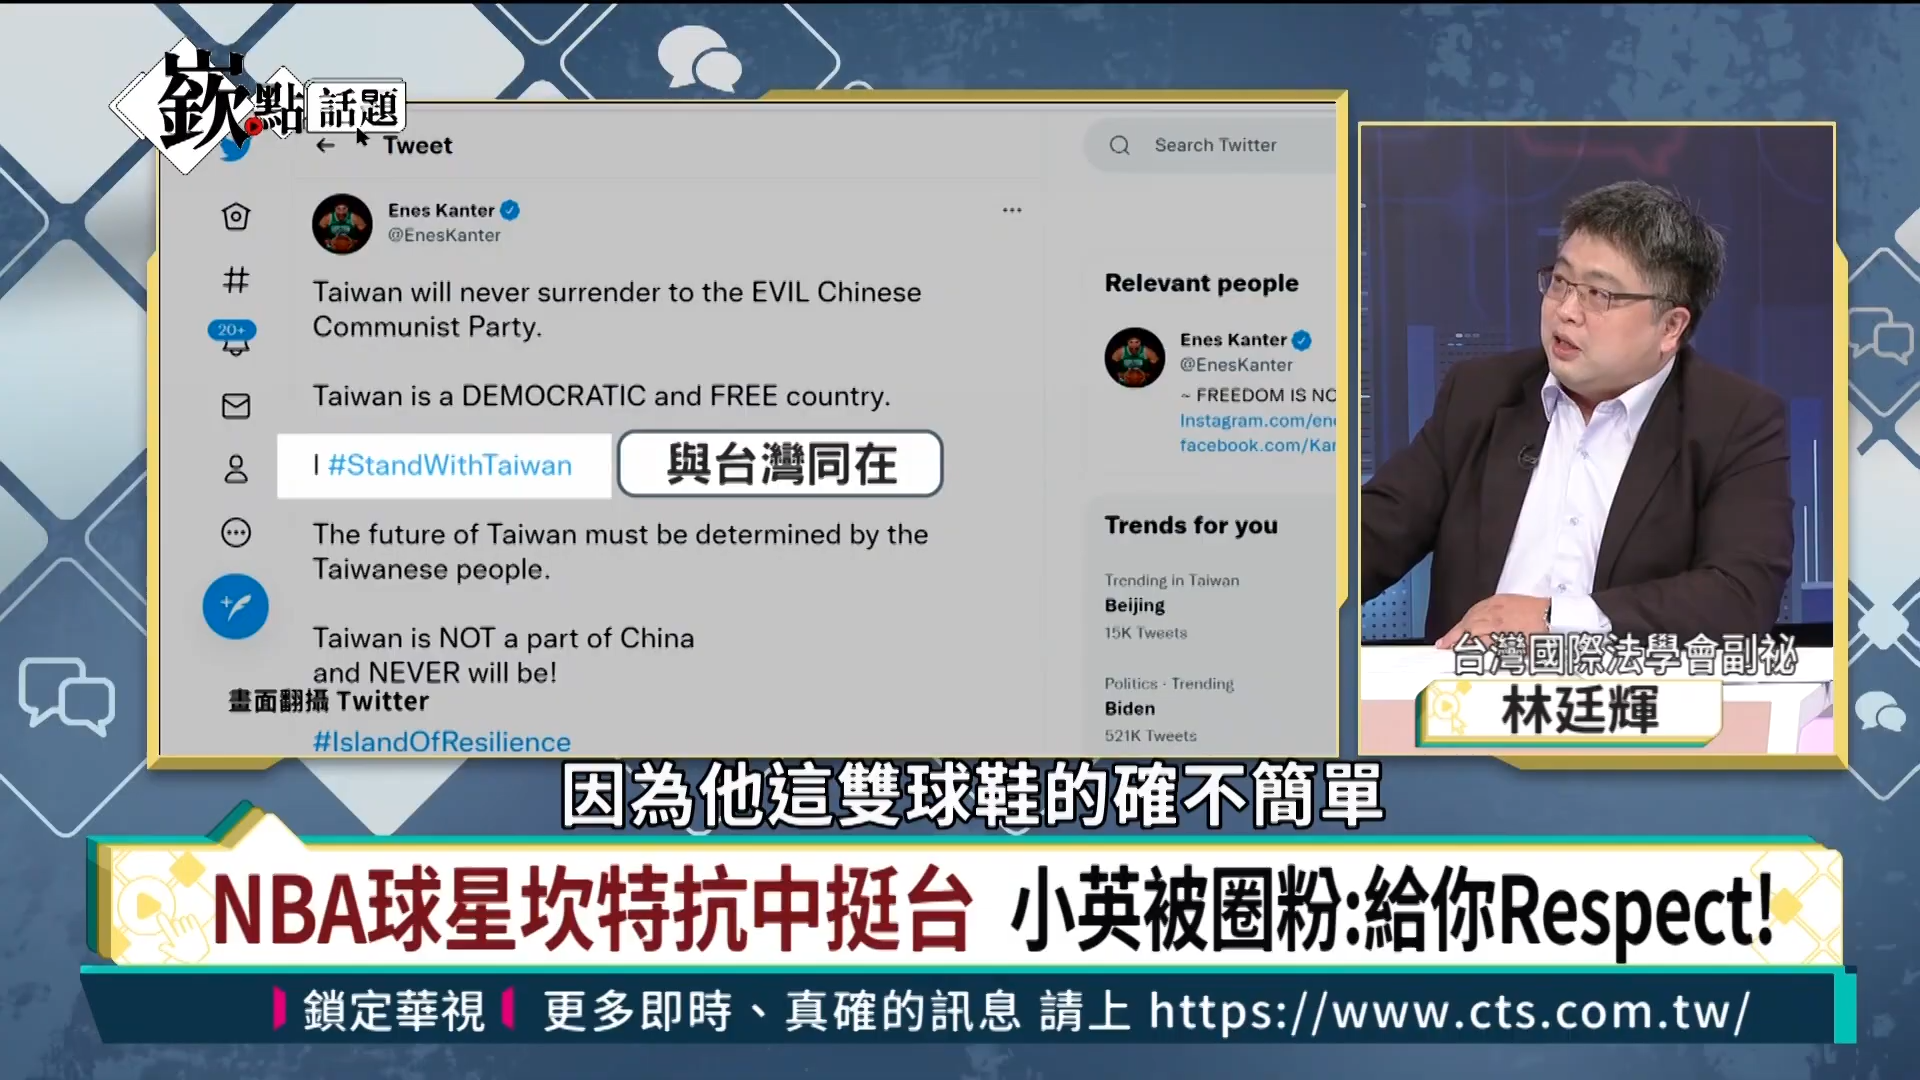 欽點話題
Tweet
Search Twitter
Enes Kanter
@EnesKanter
Taiwan will never surrender to the EVIL Chinese
Communist Party.
Taiwan is a DEMOCRATIC and FREE country.
I #StandWithTaiwan
與台灣同在
The future of Taiwan must be determined by the
Taiwanese people.
Taiwan is NOT a part of China
and NEVER will be!
畫面翻攝 Twitter
#IslandOfResilience
20+
Relevant people
Enes Kanter
@EnesKanter
~ FREEDOM IS NO
Instagram.com/ene
facebook.com/Kar
Trends for you
Trending in Taiwan
Beijing
15K Tweets
Politics · Trending
Biden
521K Tweets
台灣國際法學會副祕
林廷輝
因為他這雙球鞋的確不簡單
NBA球星坎特抗中挺台 小英被圈粉:給你Respect!
鎖定華視 更多即時、真確的訊息 請上 https://www.cts.com.tw/